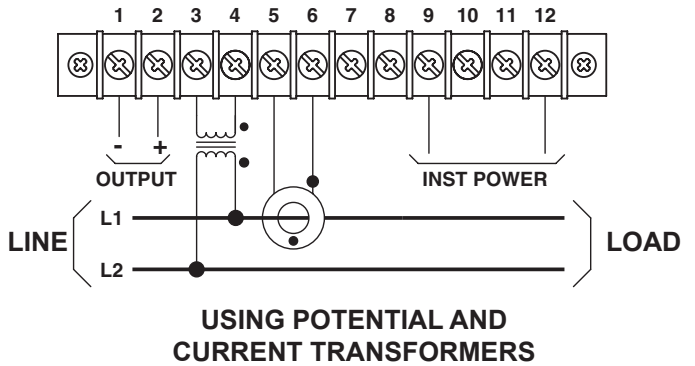 1 2 3 4 5 6 7 8 9 10 11 12
- +
OUTPUT INST POWER
L1
LINE LOAD
L2
USING POTENTIAL AND
CURRENT TRANSFORMERS